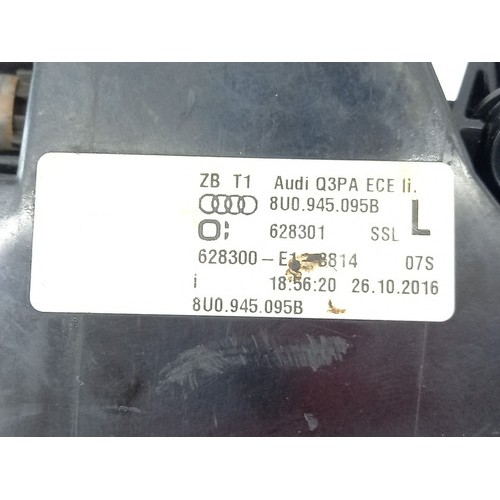 ZB T1 Audi Q3PA ECE li.
8U0.945.095B L
628301 SSL
628300- 07S
i 18:56:20 26.10.2016
8U0.945.095B